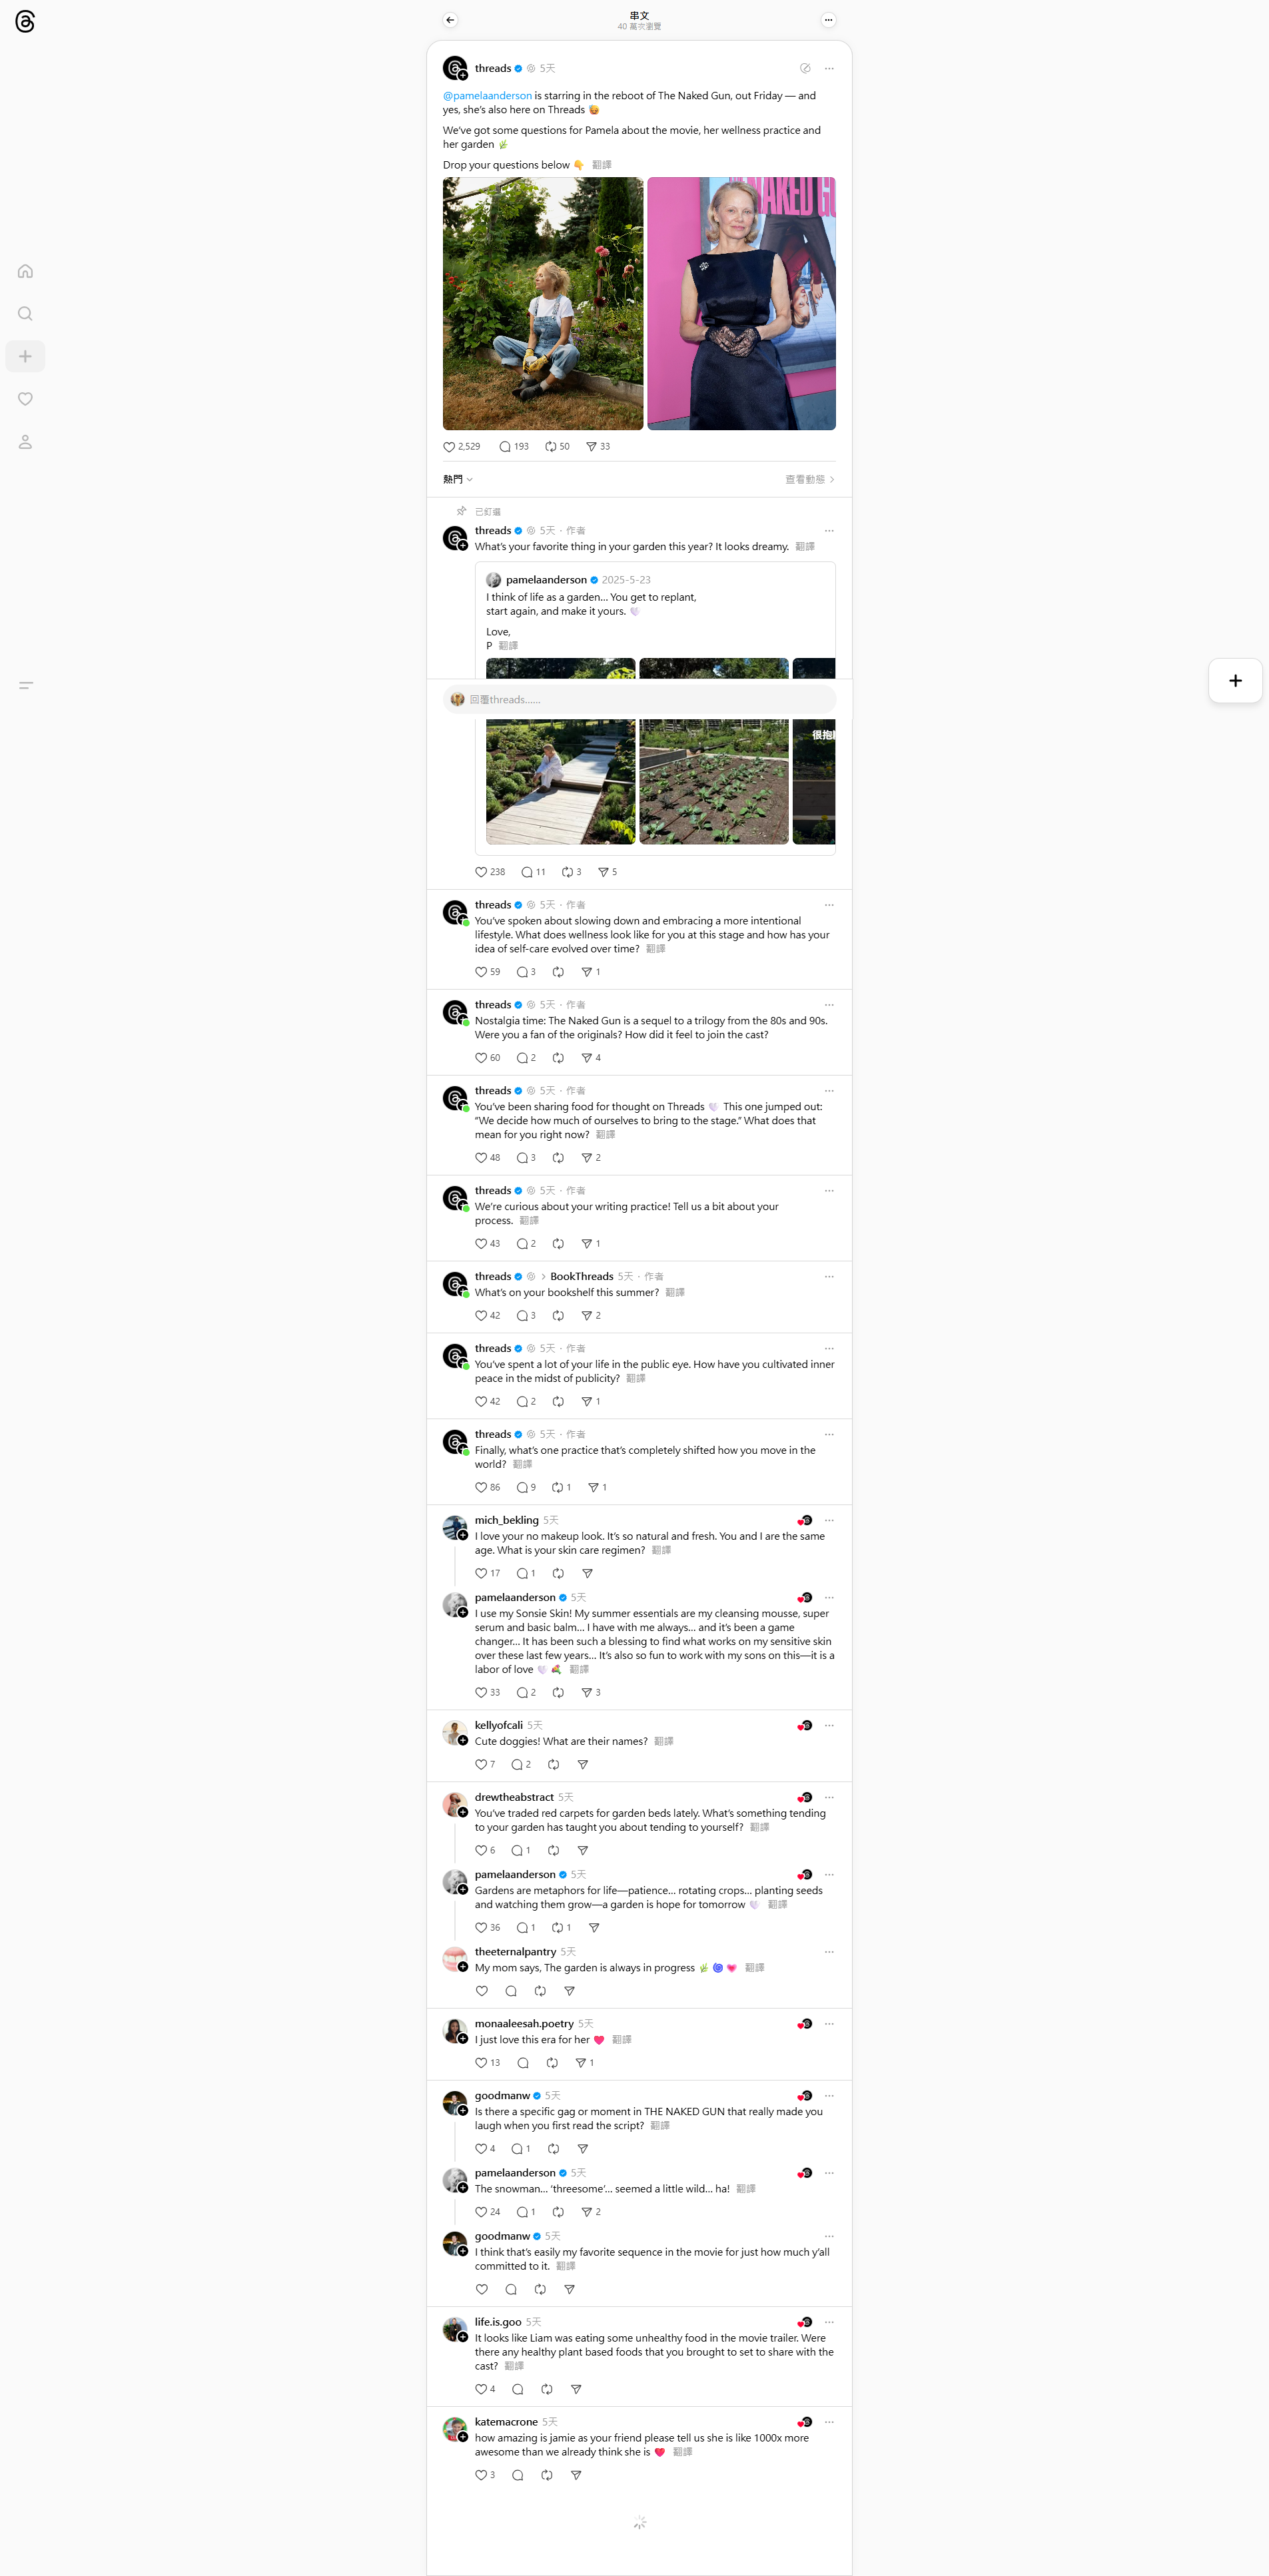 串文
40 萬次瀏覽
threads 5天
@pamelaanderson is starring in the reboot of The Naked Gun, out Friday — and
yes, she’s also here on Threads
We’ve got some questions for Pamela about the movie, her wellness practice and
her garden 🌿
Drop your questions below 👇 翻譯
NAKED GU
2,529 193 50 33
熱門
查看動態
已釘選
threads 5天 · 作者
What’s your favorite thing in your garden this year? It looks dreamy. 翻譯
pamelaanderson 2025-5-23
I think of life as a garden… You get to replant,
start again, and make it yours. 🤍
Love,
P 翻譯
回覆threads……
很抱
238 11 3 5
threads 5天 · 作者
You’ve spoken about slowing down and embracing a more intentional
lifestyle. What does wellness look like for you at this stage and how has your
idea of self-care evolved over time? 翻譯
59 3 1
threads 5天 · 作者
Nostalgia time: The Naked Gun is a sequel to a trilogy from the 80s and 90s.
Were you a fan of the originals? How did it feel to join the cast?
60 2 4
threads 5天 · 作者
You’ve been sharing food for thought on Threads 🤍 This one jumped out:
“We decide how much of ourselves to bring to the stage.” What does that
mean for you right now? 翻譯
48 3 2
threads 5天 · 作者
We’re curious about your writing practice! Tell us a bit about your
process. 翻譯
43 2 1
threads › BookThreads 5天 · 作者
What’s on your bookshelf this summer? 翻譯
42 3 2
threads 5天 · 作者
You’ve spent a lot of your life in the public eye. How have you cultivated inner
peace in the midst of publicity? 翻譯
42 2 1
threads 5天 · 作者
Finally, what’s one practice that’s completely shifted how you move in the
world? 翻譯
86 9 1 1
mich_bekling 5天
I love your no makeup look. It’s so natural and fresh. You and I are the same
age. What is your skin care regimen? 翻譯
17 1
pamelaanderson 5天
I use my Sonsie Skin! My summer essentials are my cleansing mousse, super
serum and basic balm… I have with me always… and it’s been a game
changer… It has been such a blessing to find what works on my sensitive skin
over these last few years… It’s also so fun to work with my sons on this—it is a
labor of love 🤍 🌹 翻譯
33 2 3
kellyofcali 5天
Cute doggies! What are their names? 翻譯
7 2
drewtheabstract 5天
You’ve traded red carpets for garden beds lately. What’s something tending
to your garden has taught you about tending to yourself? 翻譯
6 1
pamelaanderson 5天
Gardens are metaphors for life—patience… rotating crops… planting seeds
and watching them grow—a garden is hope for tomorrow 🤍 翻譯
36 1 1
theeternalpantry 5天
My mom says, The garden is always in progress 🌿 🌀 💗 翻譯
monaaleesah.poetry 5天
I just love this era for her ♥️ 翻譯
13 1
goodmanw 5天
Is there a specific gag or moment in THE NAKED GUN that really made you
laugh when you first read the script? 翻譯
4 1
pamelaanderson 5天
The snowman… ‘threesome’… seemed a little wild… ha! 翻譯
24 1 2
goodmanw 5天
I think that’s easily my favorite sequence in the movie for just how much y’all
committed to it. 翻譯
life.is.goo 5天
It looks like Liam was eating some unhealthy food in the movie trailer. Were
there any healthy plant based foods that you brought to set to share with the
cast? 翻譯
4
katemacrone 5天
how amazing is jamie as your friend please tell us she is like 1000x more
awesome than we already think she is ♥️ 翻譯
3